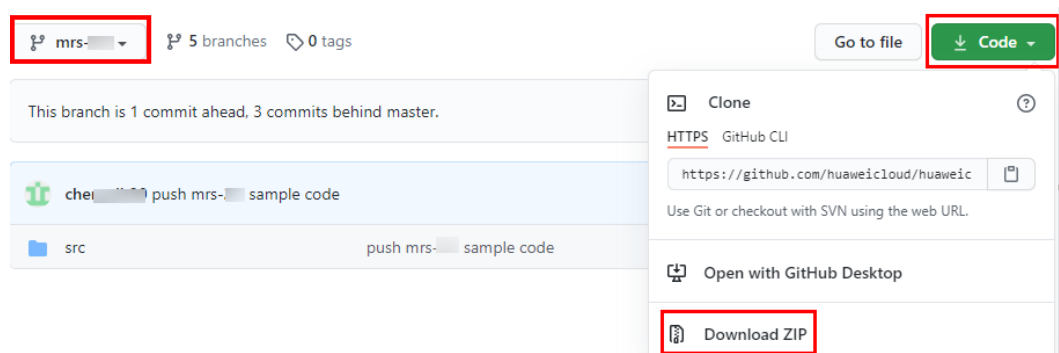 mrs- 5 branches 0 tags Go to file Code
This branch is 1 commit ahead, 3 commits behind master.
Clone
HTTPS GitHub CLI
https://github.com/huaweicloud/huaweic
Use Git or checkout with SVN using the web URL.
push mrs- sample code
src push mrs- sample code
Open with GitHub Desktop
Download ZIP